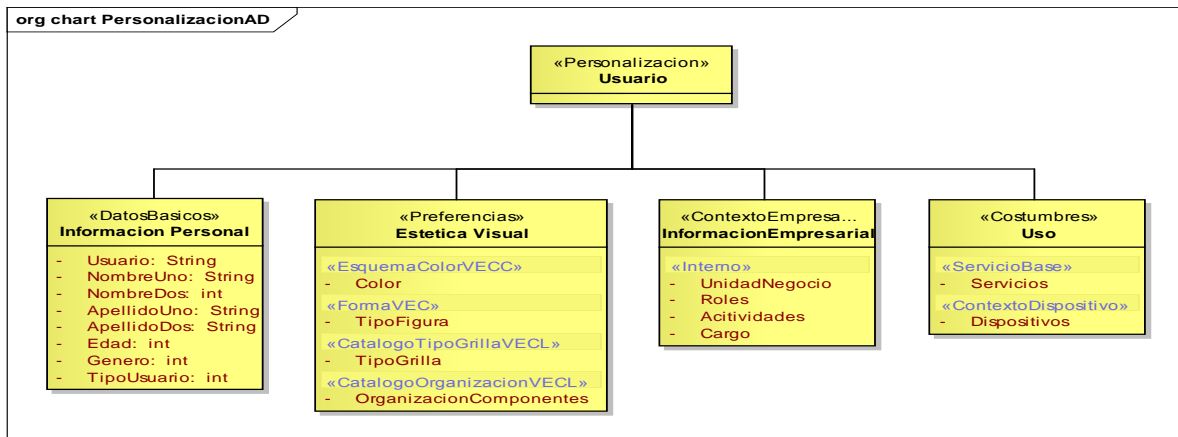 org chart PersonalizacionAD
«Personalizacion»
Usuario
«DatosBasicos»
Informacion Personal
- Usuario: String
- NombreUno: String
- NombreDos: int
- ApellidoUno: String
- ApellidoDos: String
- Edad: int
- Genero: int
- TipoUsuario: int
«Preferencias»
Estetica Visual
«EsquemaColorVECC»
- Color
«FormaVEC»
- TipoFigura
«CatalogoTipoGrillaVECL»
- TipoGrilla
«CatalogoOrganizacionVECL»
- OrganizacionComponentes
«ContextoEmpresa...
InformacionEmpresarial
«Interno»
- UnidadNegocio
- Roles
- Acitividades
- Cargo
«Costumbres»
Uso
«ServicioBase»
- Servicios
«ContextoDispositivo»
- Dispositivos